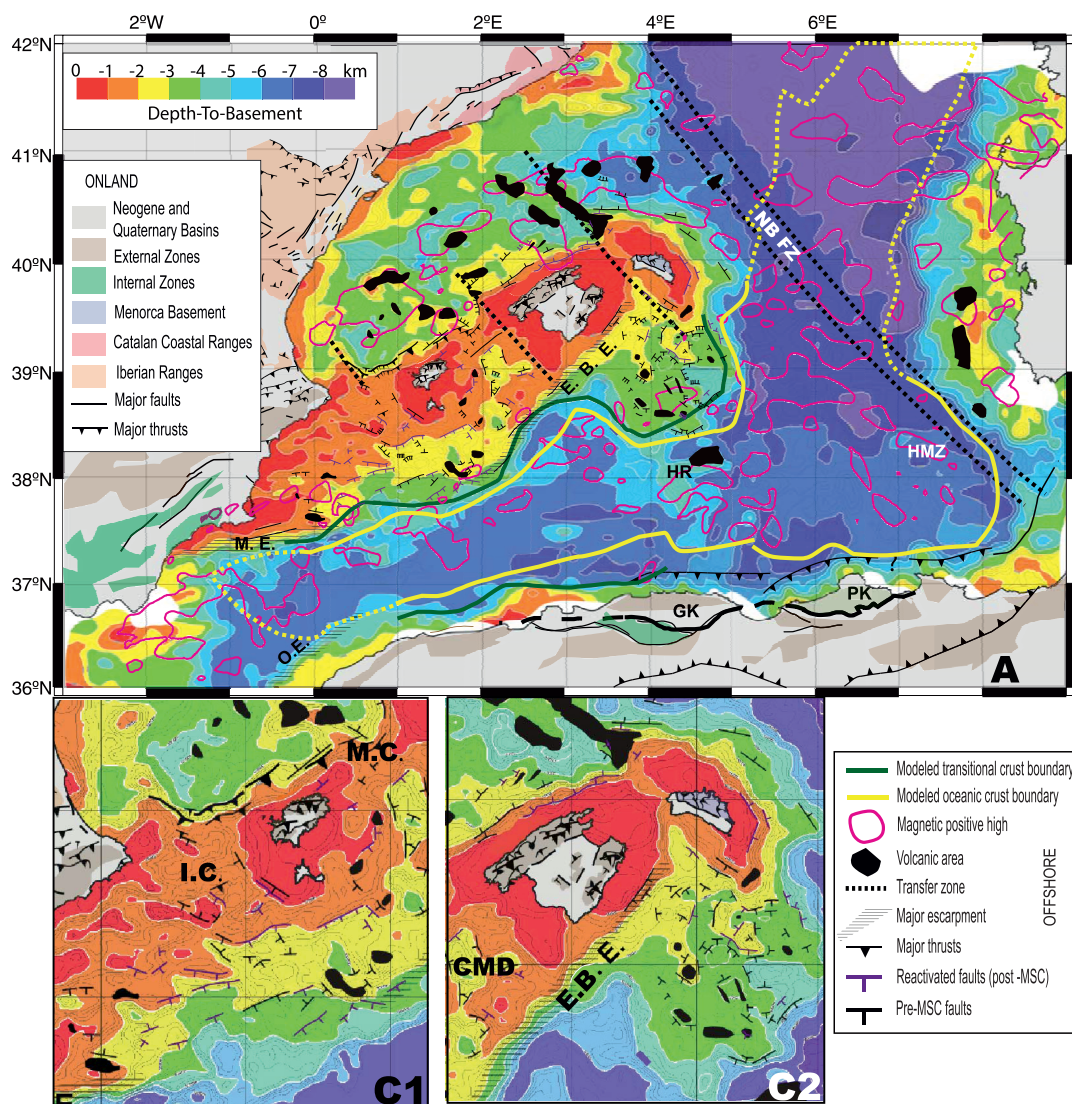 2ºW 0º 2ºE 4ºE 6ºE
42ºN
0 -1 -2 -3 -4 -5 -6 -7 -8 km
Depth-To-Basement
41ºN
ONLAND
Neogene and
Quaternary Basins
External Zones
Internal Zones
Menorca Basement
Catalan Coastal Ranges
Iberian Ranges
Major faults
Major thrusts
40ºN
39ºN
38ºN
37ºN
36ºN
NB FZ
E. B. E.
HR
HMZ
M. E.
O.E.
GK
PK
A
M.C.
I.C.
C1
CMD
E.B. E.
C2
Modeled transitional crust boundary
Modeled oceanic crust boundary
Magnetic positive high
Volcanic area
Transfer zone
Major escarpment
Major thrusts
Reactivated faults (post -MSC)
Pre-MSC faults
OFFSHORE